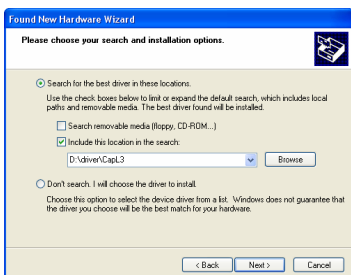 Found New Hardware Wizard
Please choose your search and installation options.
Search for the best driver in these locations.
Use the check boxes below to limit or expand the default search, which includes local
paths and removable media. The best driver found will be installed.
Search removable media (floppy, CD-ROM...)
Include this location in the search:
D:\driver\CapL3
Browse
Don't search. I will choose the driver to install.
Choose this option to select the device driver from a list. Windows does not guarantee that
the driver you choose will be the best match for your hardware.
< Back
Next >
Cancel